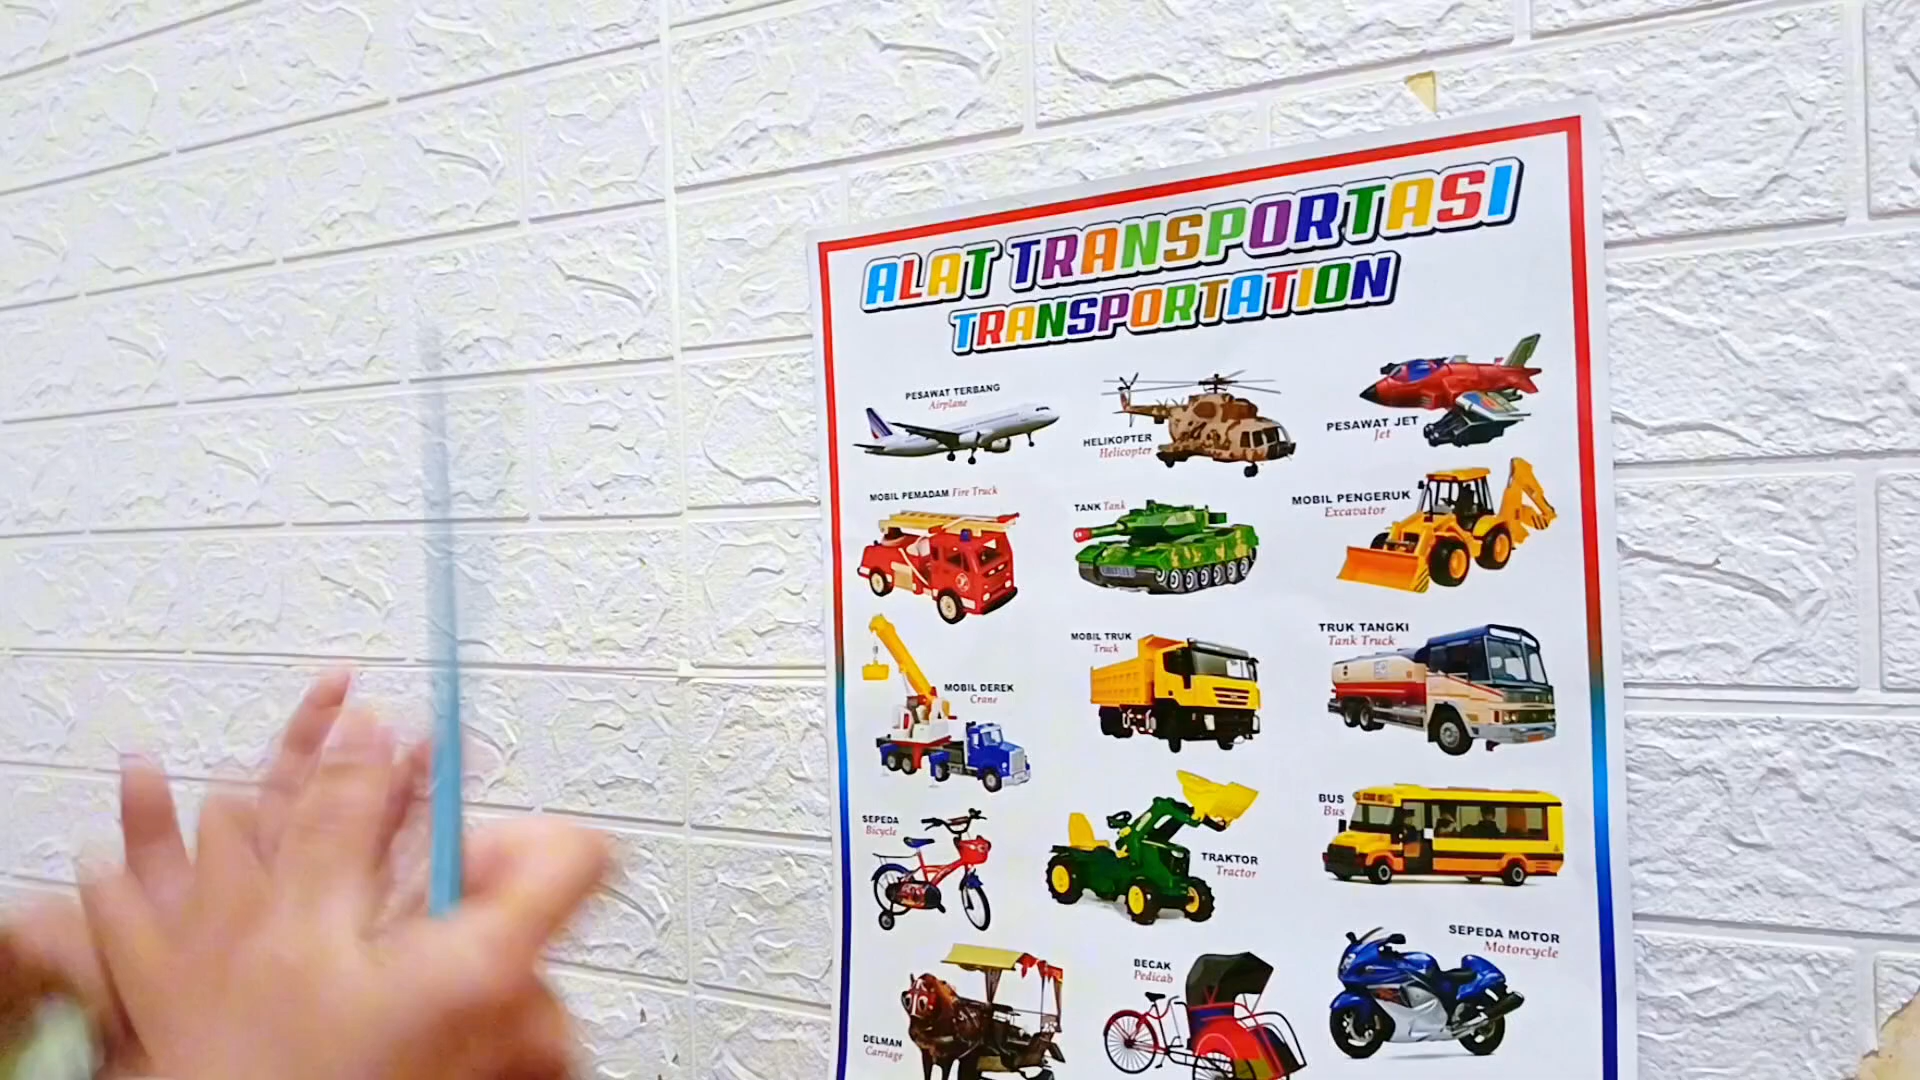 ALAT TRANSPORTASI
TRANSPORTATION
PESAWAT TERBANG
Airplane
HELIKOPTER
Helicopter
PESAWAT JET
Jet
MOBIL PEMADAM Fire Truck
TANK Tank
MOBIL PENGERUK
Excavator
MOBIL DEREK
Crane
MOBIL TRUK
Truck
TRUK TANGKI
Tank Truck
SEPEDA
Bicycle
TRAKTOR
Tractor
BUS
Bus
DELMAN
Carriage
BECAK
Pedicab
SEPEDA MOTOR
Motorcycle